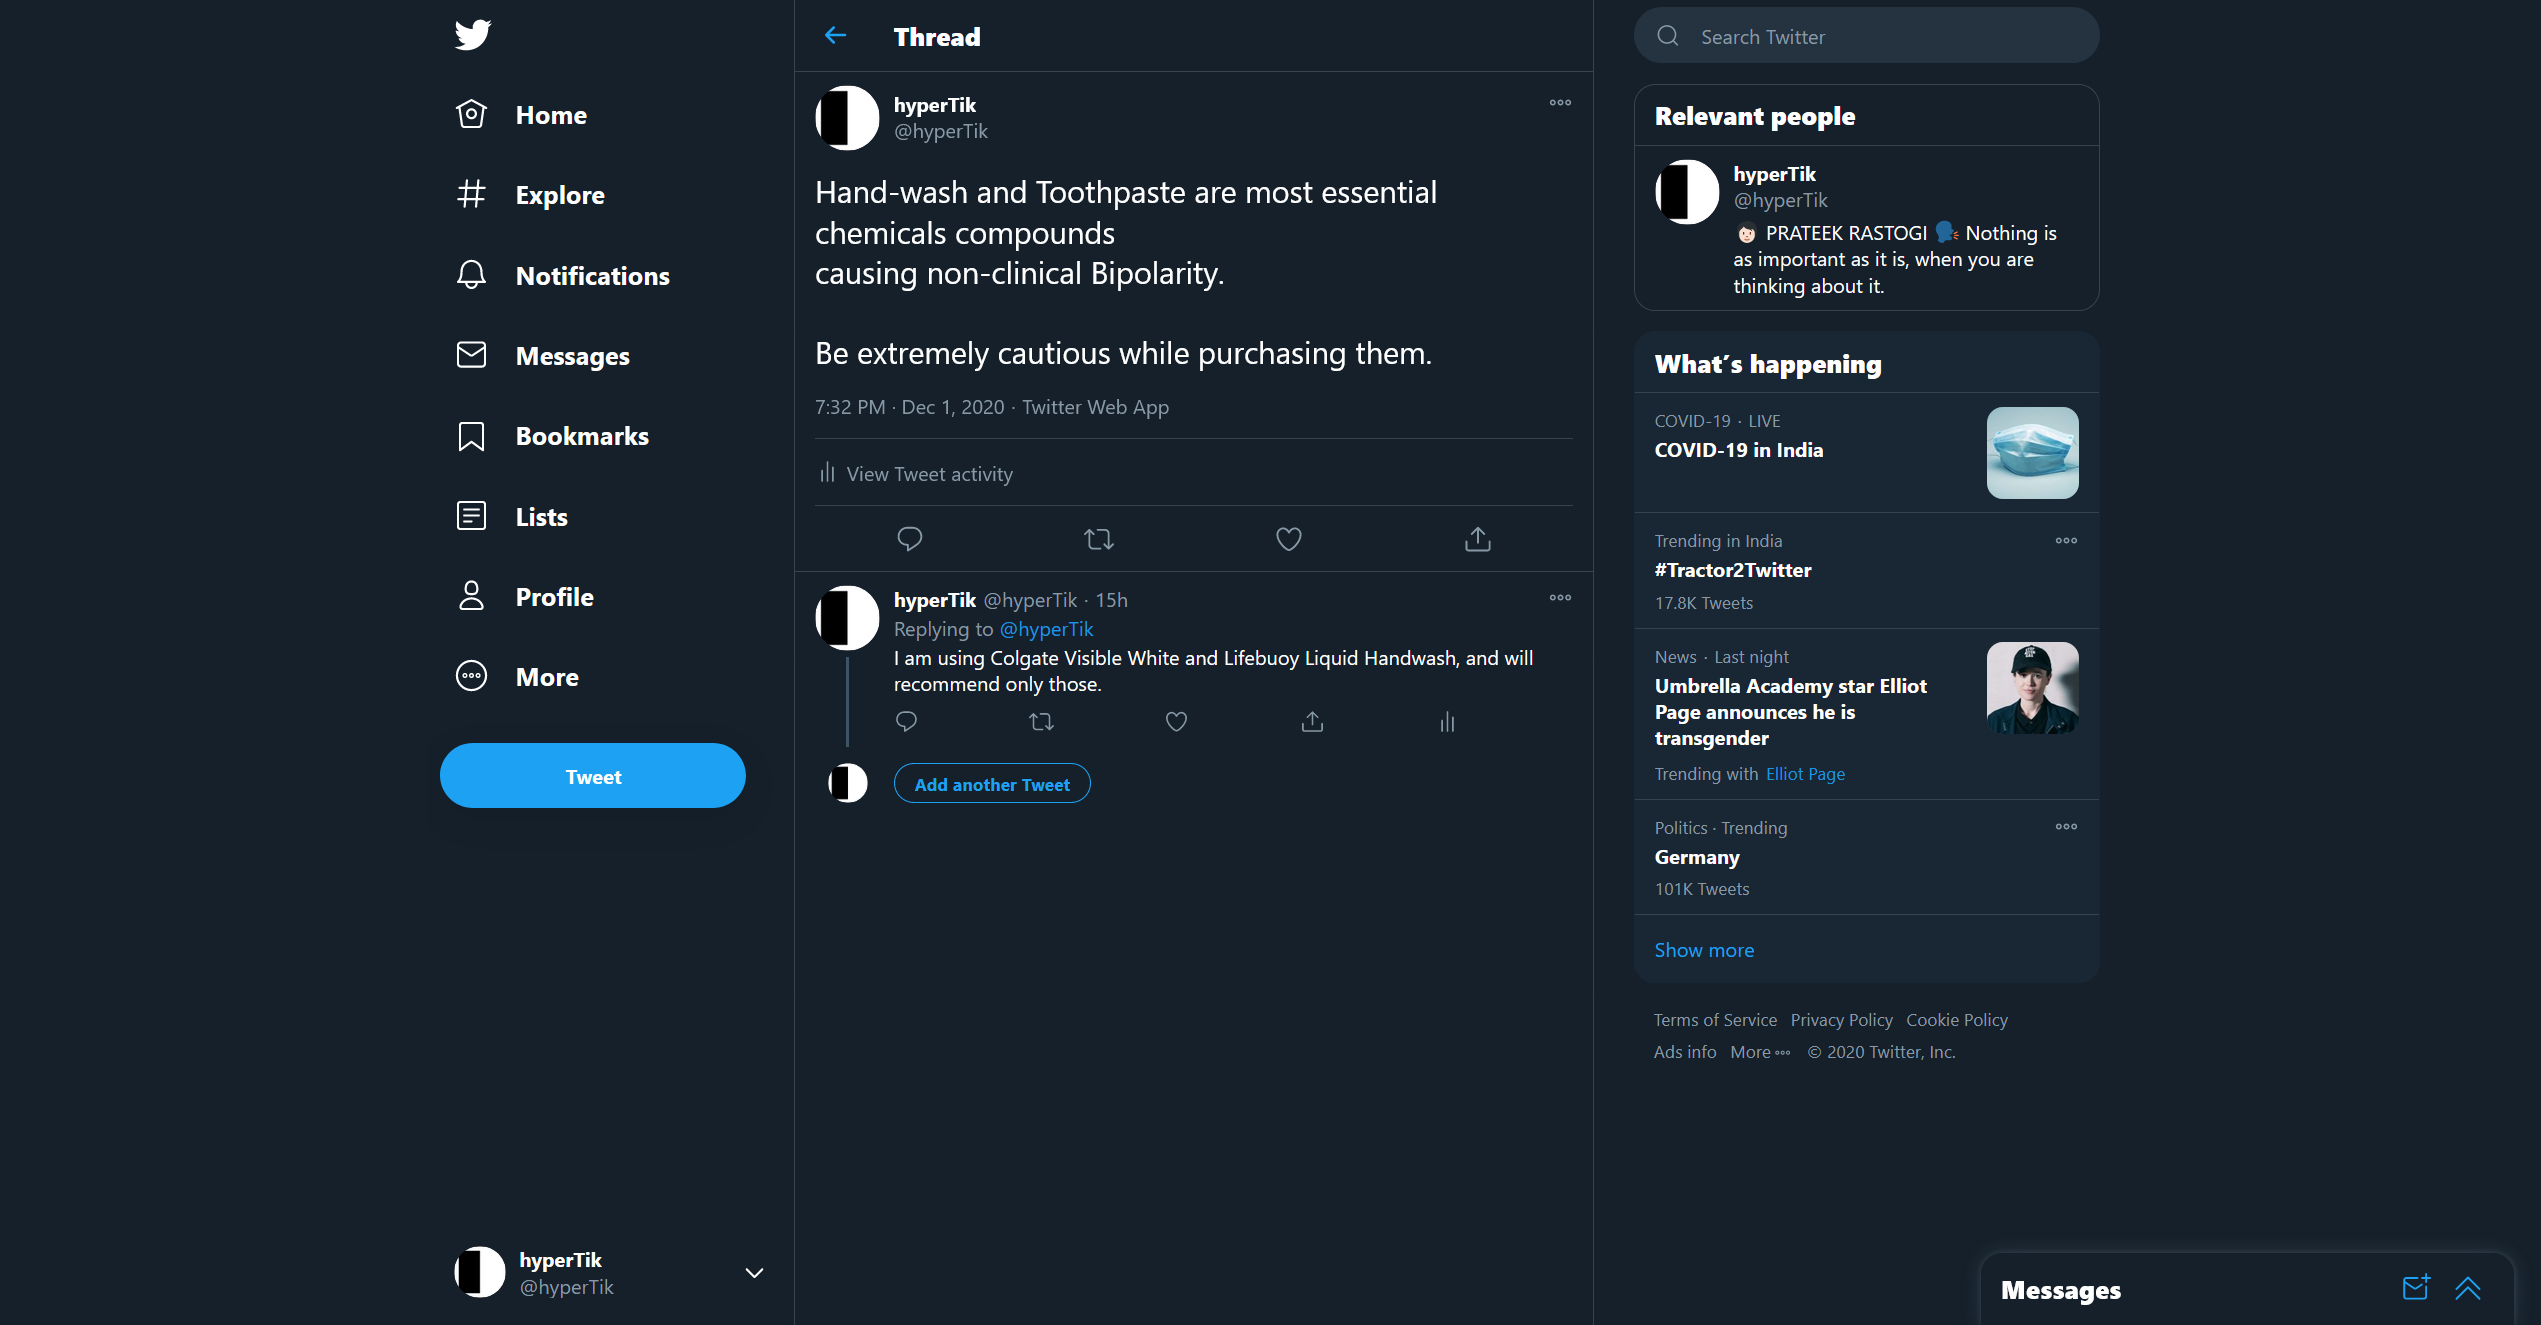 Home
Explore
Notifications
Messages
Bookmarks
Lists
Profile
More
Tweet
hyperTik
@hyperTik
Thread
hyperTik
@hyperTik
Hand-wash and Toothpaste are most essential
chemicals compounds
causing non-clinical Bipolarity.
Be extremely cautious while purchasing them.
7:32 PM · Dec 1, 2020 · Twitter Web App
View Tweet activity
hyperTik @hyperTik · 15h
Replying to @hyperTik
I am using Colgate Visible White and Lifebuoy Liquid Handwash, and will
recommend only those.
Add another Tweet
Search Twitter
Relevant people
hyperTik
@hyperTik
PRATEEK RASTOGI Nothing is
as important as it is, when you are
thinking about it.
What's happening
COVID-19 · LIVE
COVID-19 in India
Trending in India
#Tractor2Twitter
17.8K Tweets
News · Last night
Umbrella Academy star Elliot
Page announces he is
transgender
Trending with Elliot Page
Politics · Trending
Germany
101K Tweets
Show more
Terms of Service Privacy Policy Cookie Policy
Ads info More © 2020 Twitter, Inc.
Messages